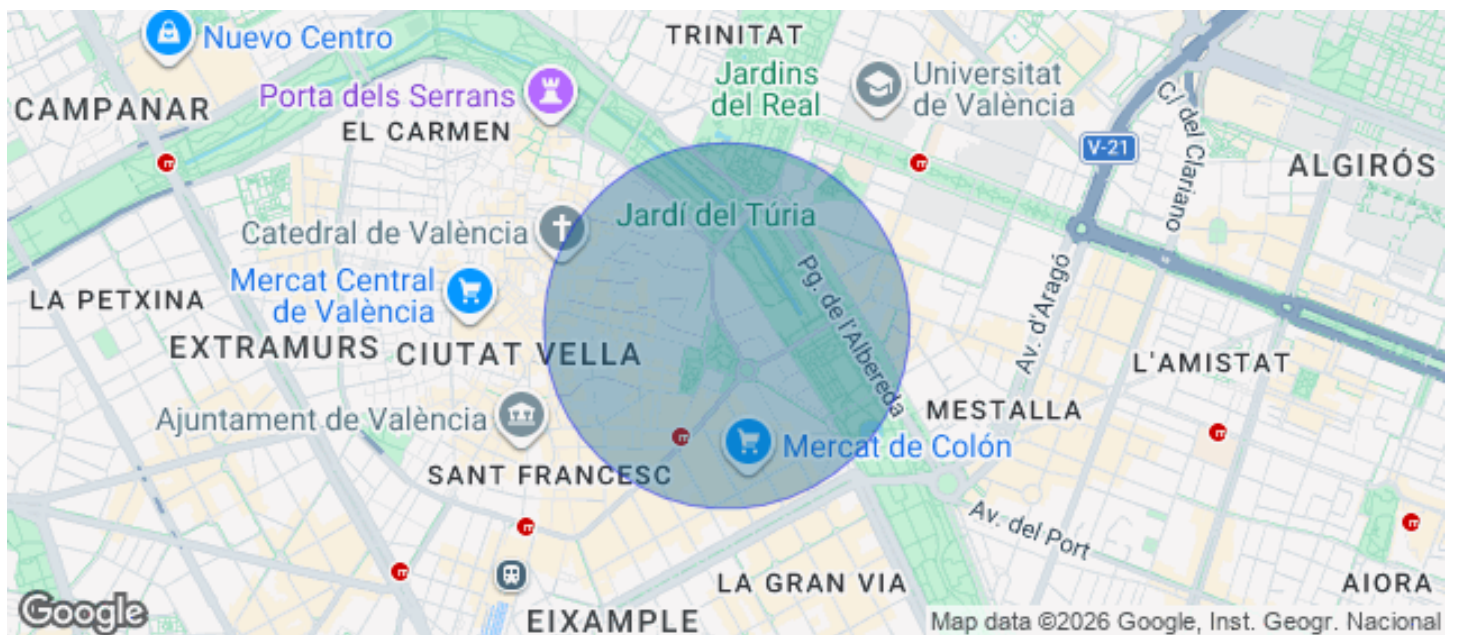 Nuevo Centro
TRINITAT
Jardins
del Real
Universitat
de València
CAMPANAR
Porta dels Serrans
EL CARMEN
V-21
C/ del Clariano
ALGIRÓS
Catedral de València
Jardí del Túria
Mercat Central
de València
LA PETXINA
Pg. de l'Albereda
Av. d'Aragó
EXTRAMURS
CIUTAT VELLA
L'AMISTAT
Ajuntament de València
MESTALLA
Mercat de Colón
SANT FRANCESC
Av. del Port
LA GRAN VIA
AIORA
Google
EIXAMPLE
Map data ©2026 Google, Inst. Geogr. Nacional